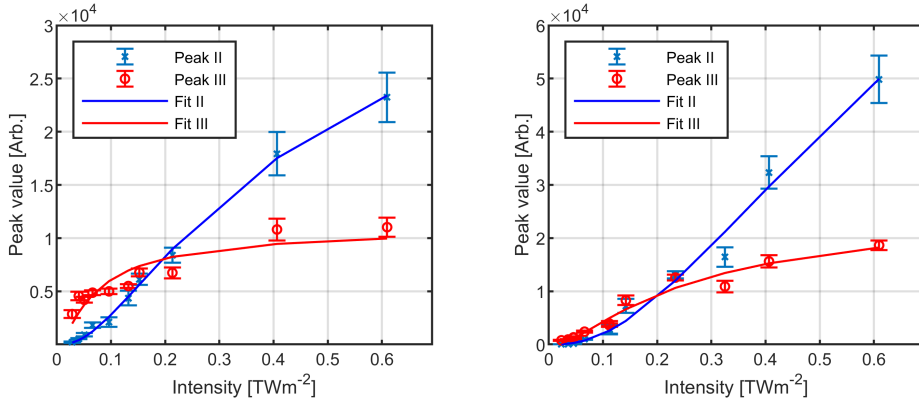 ×10⁴
3
2.5
2
1.5
1
0.5
0
0.1
0.2
0.3
0.4
0.5
0.6
Peak value [Arb.]
Intensity [TWm⁻²]
Peak II
Peak III
Fit II
Fit III
×10⁴
6
5
4
3
2
1
0
0
0.1
0.2
0.3
0.4
0.5
0.6
Peak value [Arb.]
Intensity [TWm⁻²]
Peak II
Peak III
Fit II
Fit III